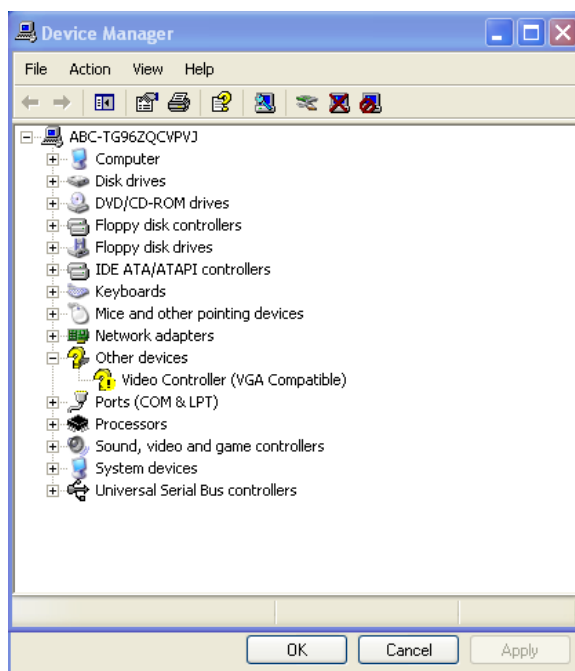 Device Manager
File Action View Help
ABC-TG96ZQCVPVJ
Computer
Disk drives
DVD/CD-ROM drives
Floppy disk controllers
Floppy disk drives
IDE ATA/ATAPI controllers
Keyboards
Mice and other pointing devices
Network adapters
Other devices
Video Controller (VGA Compatible)
Ports (COM & LPT)
Processors
Sound, video and game controllers
System devices
Universal Serial Bus controllers
OK Cancel Apply